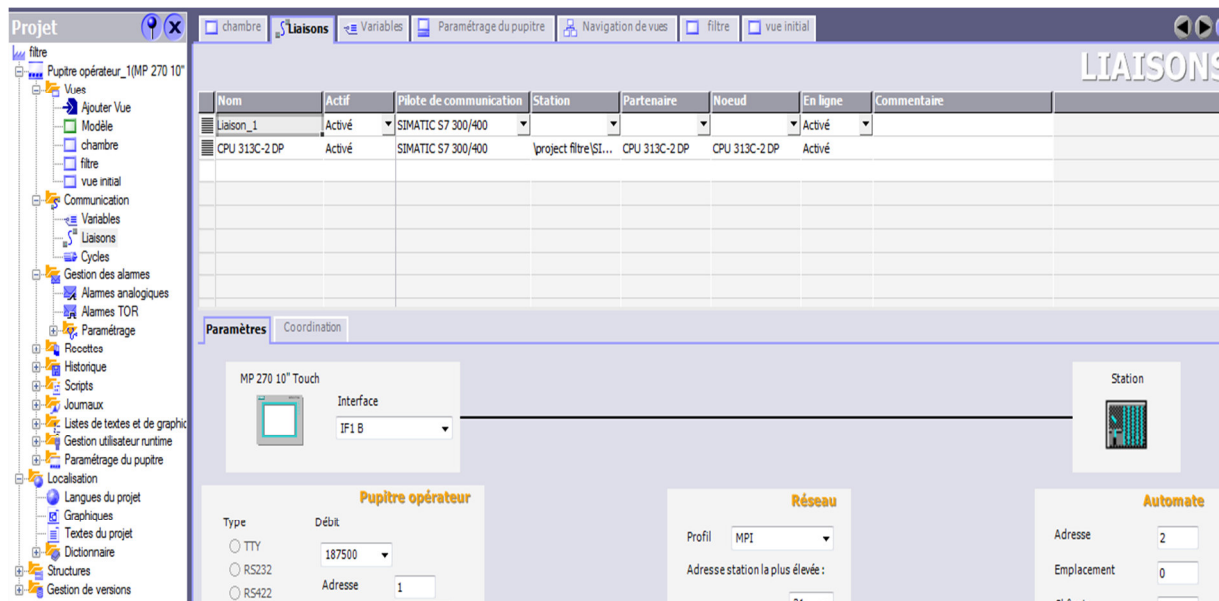 Projet
filtre
Pupitre opérateur_1(MP 270 10"
Vues
Ajouter Vue
Modèle
chambre
filtre
vue initial
Communication
Variables
Liaisons
Cycles
Gestion des alarmes
Alarmes analogiques
Alarmes TOR
Paramétrage
Recettes
Historique
Scripts
Journaux
Listes de textes et de graphic
Gestion utilisateur runtime
Paramétrage du pupitre
Localisation
Langues du projet
Graphiques
Textes du projet
Dictionnaire
Structures
Gestion de versions
chambre Liaisons Variables Paramétrage du pupitre Navigation de vues filtre vue initial
LIAISONS
Nom Actif Pilote de communication Station Partenaire Noeud En ligne Commentaire
Liaison_1 Activé SIMATIC S7 300/400 Activé
CPU 313C-2 DP Activé SIMATIC S7 300/400 \project filtre\SI... CPU 313C-2 DP CPU 313C-2 DP Activé
Paramètres Coordination
MP 270 10" Touch
Interface
IF1 B
Station
Pupitre opérateur
Type Débit
TTY
187500
RS232
Adresse 1
RS422
Réseau
Profil MPI
Adresse station la plus élevée :
Automate
Adresse 2
Emplacement 0